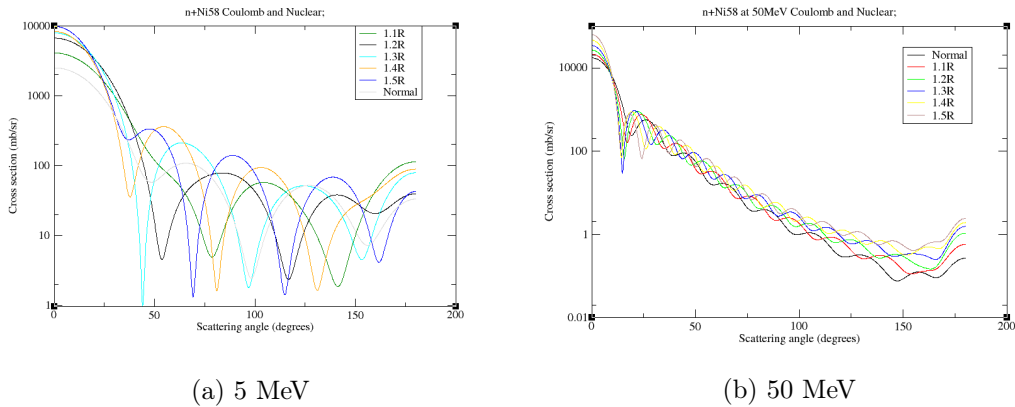 n+Ni58 Coulomb and Nuclear;
Cross section (mb/sr)
10000
1000
100
10
1
0
50
100
150
200
Scattering angle (degrees)
1.1R
1.2R
1.3R
1.4R
1.5R
Normal
(a) 5 MeV
n+Ni58 at 50MeV Coulomb and Nuclear;
Cross section (mb/sr)
10000
100
1
0.01
0
50
100
150
200
Scattering angle (degrees)
Normal
1.1R
1.2R
1.3R
1.4R
1.5R
(b) 50 MeV